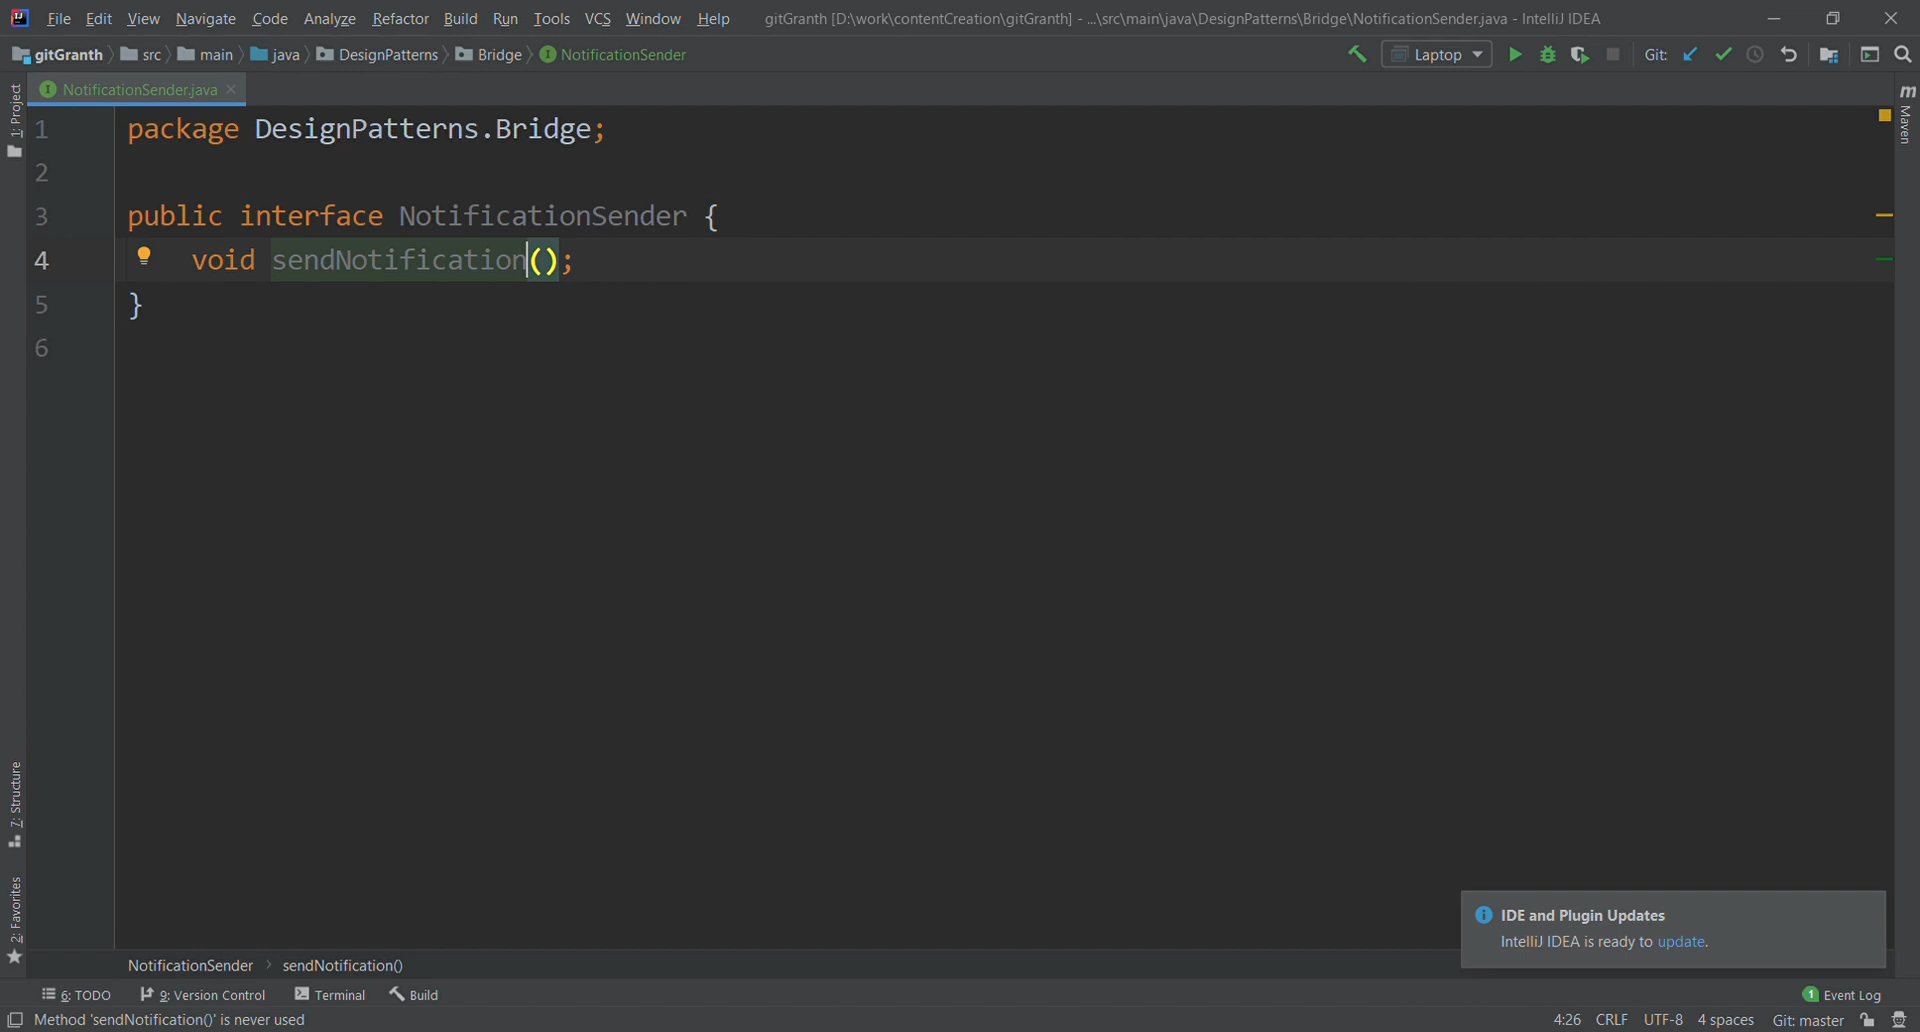 File Edit View Navigate Code Analyze Refactor Build Run Tools VCS Window Help gitGranth [D:\work\contentCreation\gitGranth] - ...\src\main\java\DesignPatterns\Bridge\NotificationSender.java - IntelliJ IDEA
gitGranth src main java DesignPatterns Bridge NotificationSender Laptop Git:
NotificationSender.java
1: Project
Maven
1 package DesignPatterns.Bridge;
2
3 public interface NotificationSender {
4 void sendNotification();
5 }
6
7: Structure
2: Favorites
IDE and Plugin Updates
IntelliJ IDEA is ready to update.
NotificationSender sendNotification()
6: TODO 9: Version Control Terminal Build 1 Event Log
Method 'sendNotification()' is never used 4:26 CRLF UTF-8 4 spaces Git: master